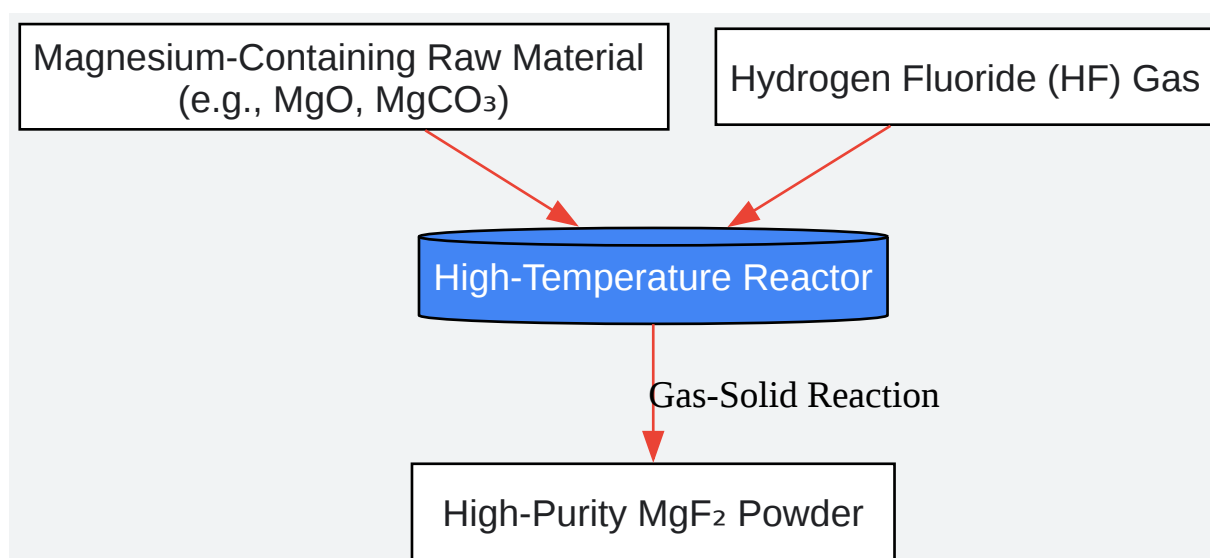 Magnesium-Containing Raw Material
(e.g., MgO, MgCO₃)
Hydrogen Fluoride (HF) Gas
High-Temperature Reactor
Gas-Solid Reaction
High-Purity MgF₂ Powder